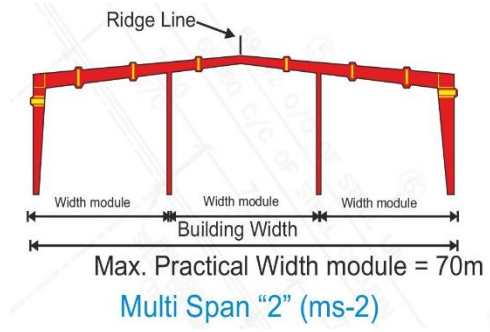 Ridge Line
Width module Width module Width module
Building Width
Max. Practical Width module = 70m
Multi Span “2” (ms-2)